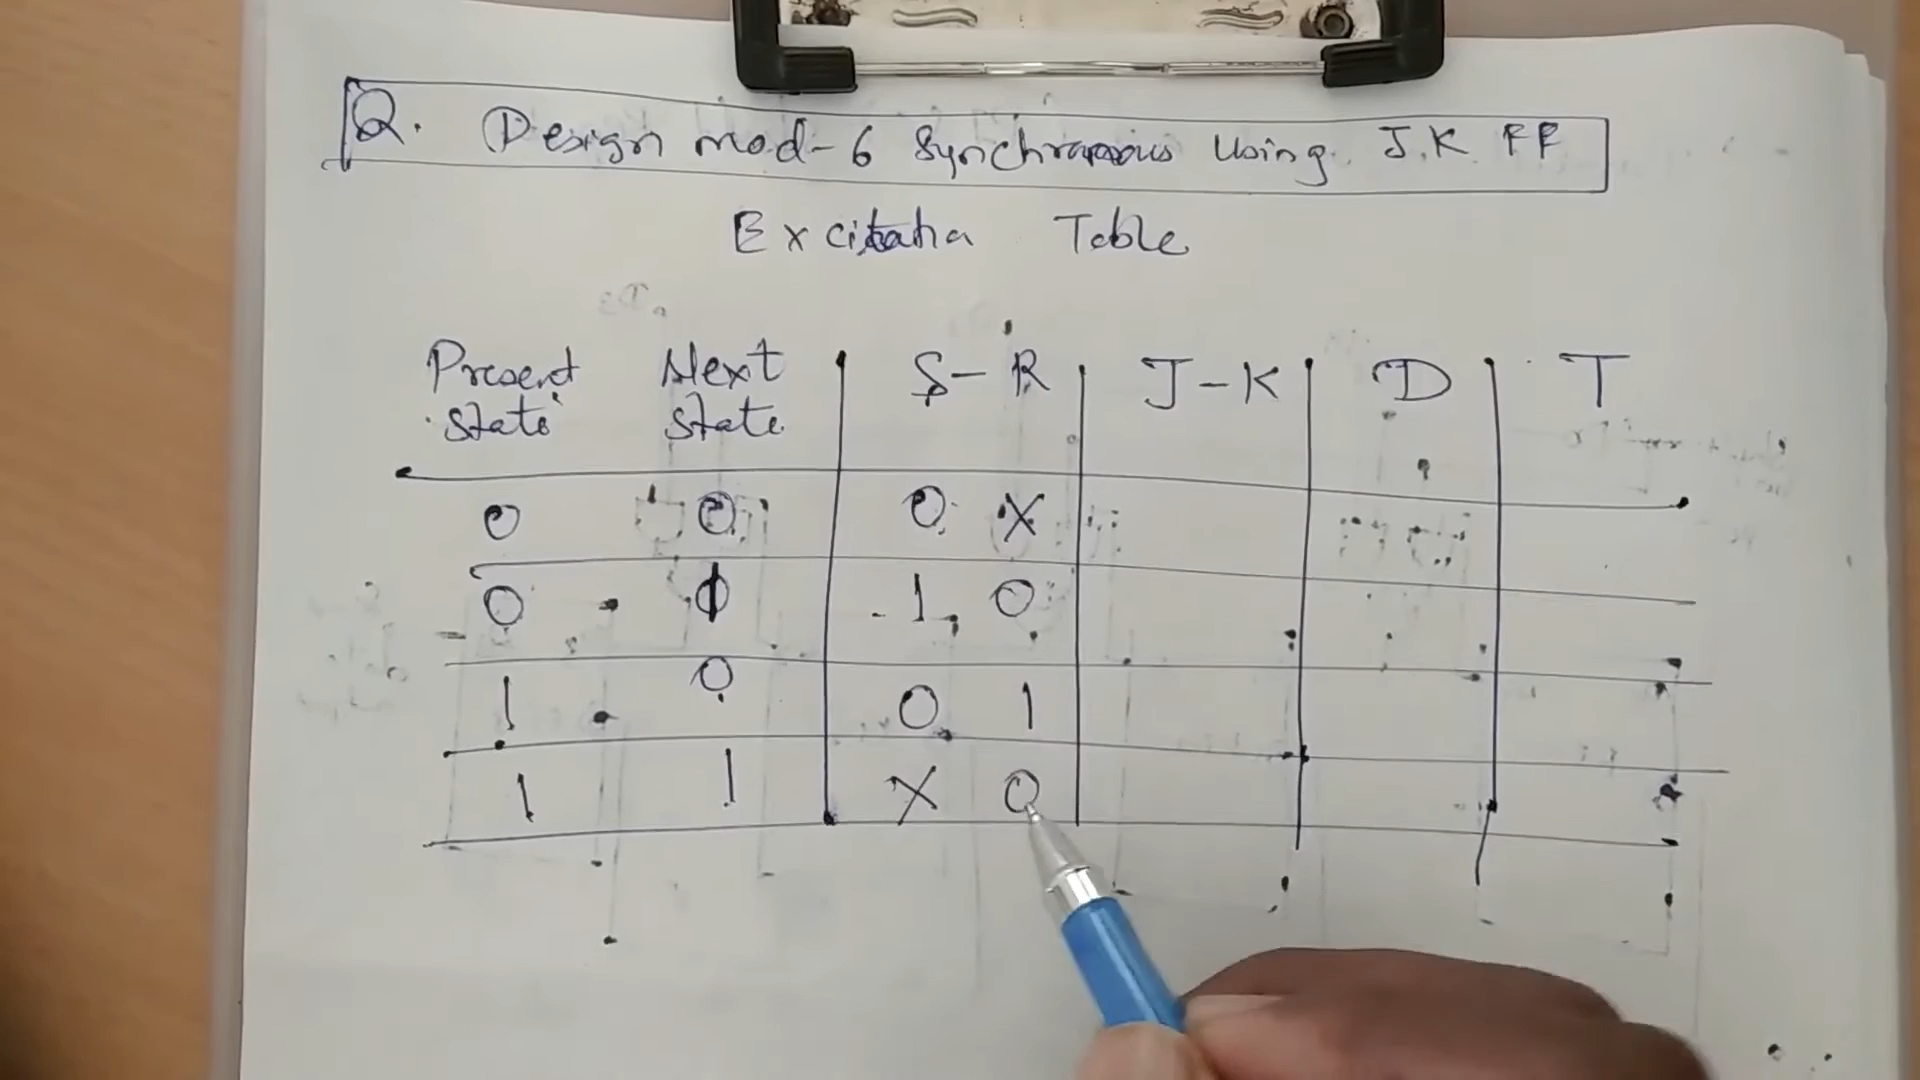 Q. Design mod-6 Synchronous Using J.K FF
Excitation Table
Present state Next state S-R J-K D T
0 0 0 X
0 1 1 0
1 0 0 1
1 1 X 0